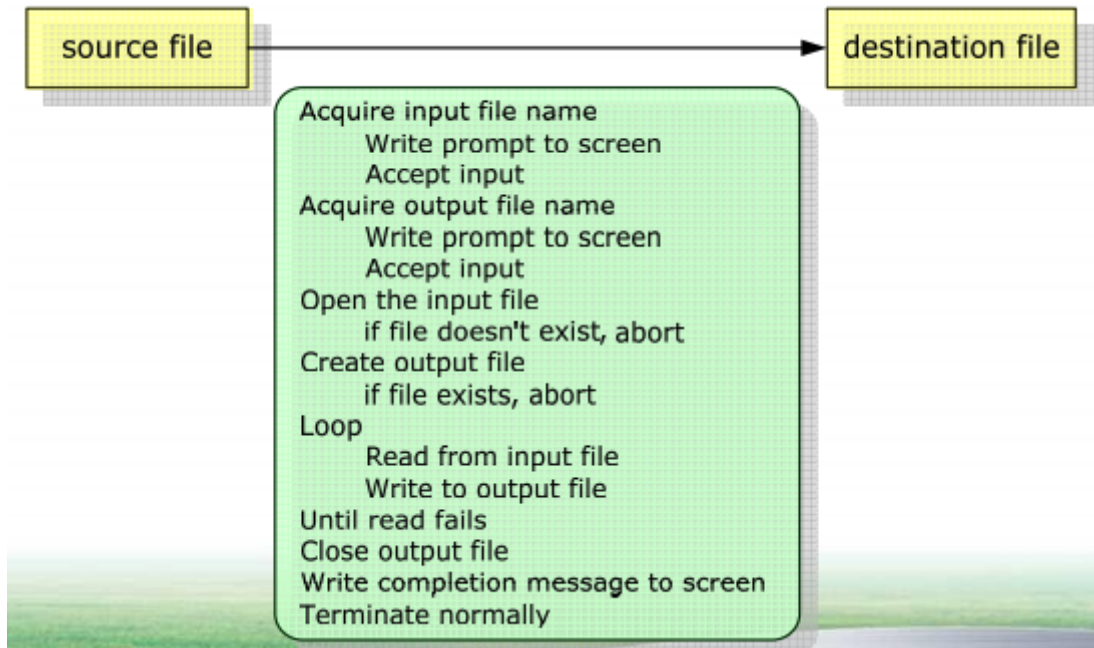 source file
destination file
Acquire input file name
Write prompt to screen
Accept input
Acquire output file name
Write prompt to screen
Accept input
Open the input file
if file doesn't exist, abort
Create output file
if file exists, abort
Loop
Read from input file
Write to output file
Until read fails
Close output file
Write completion message to screen
Terminate normally